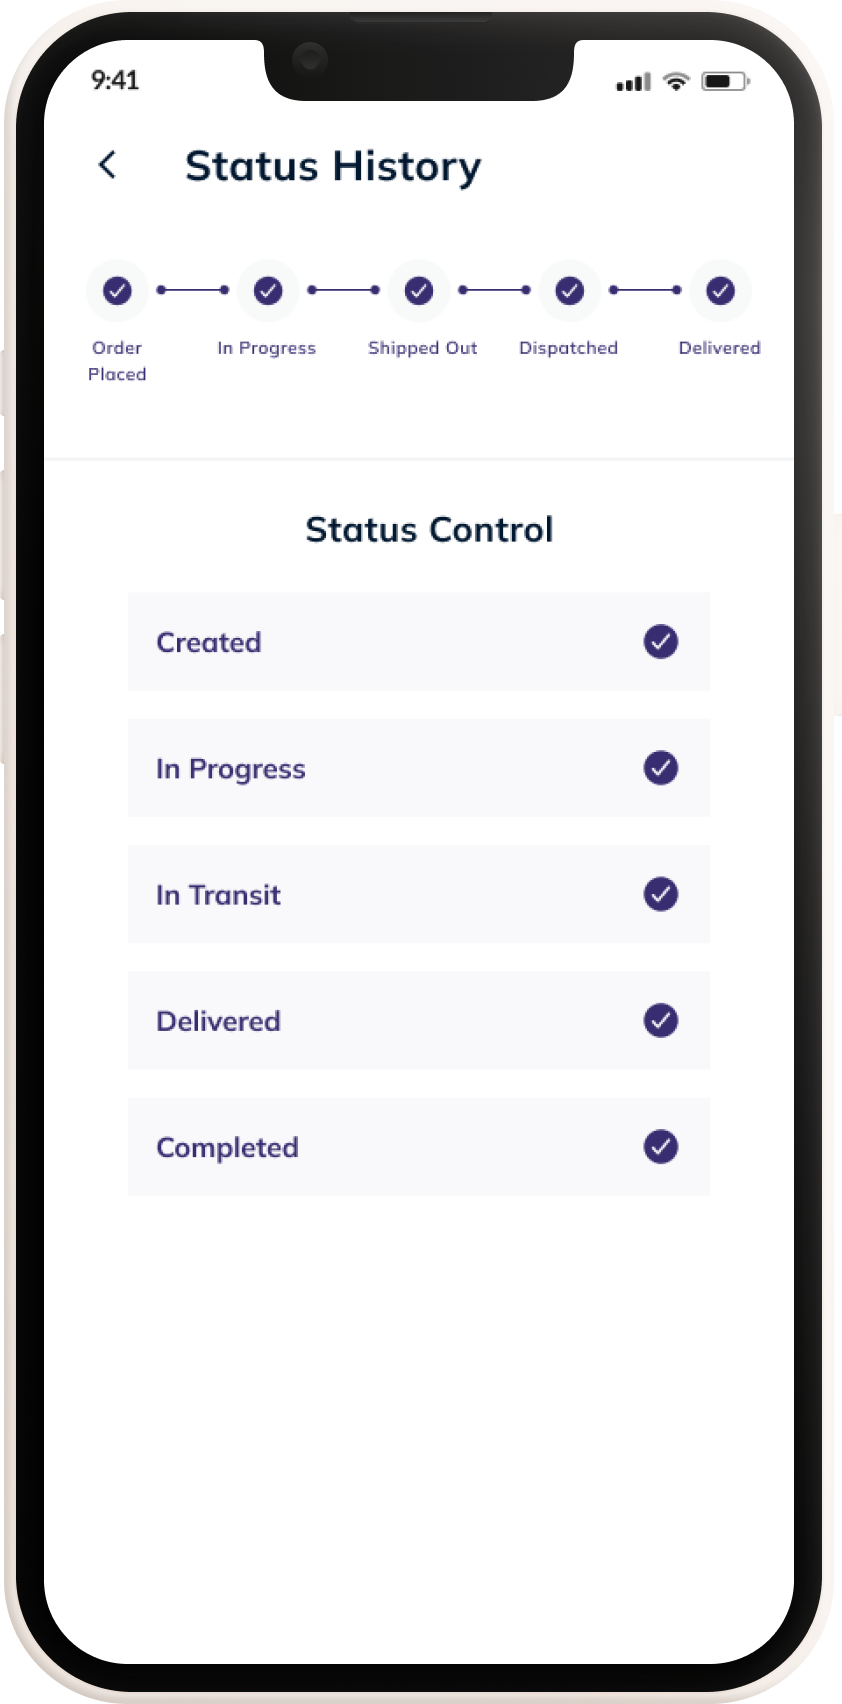 9:41
Status History
Order
Placed
In Progress
Shipped Out
Dispatched
Delivered
Status Control
Created
In Progress
In Transit
Delivered
Completed